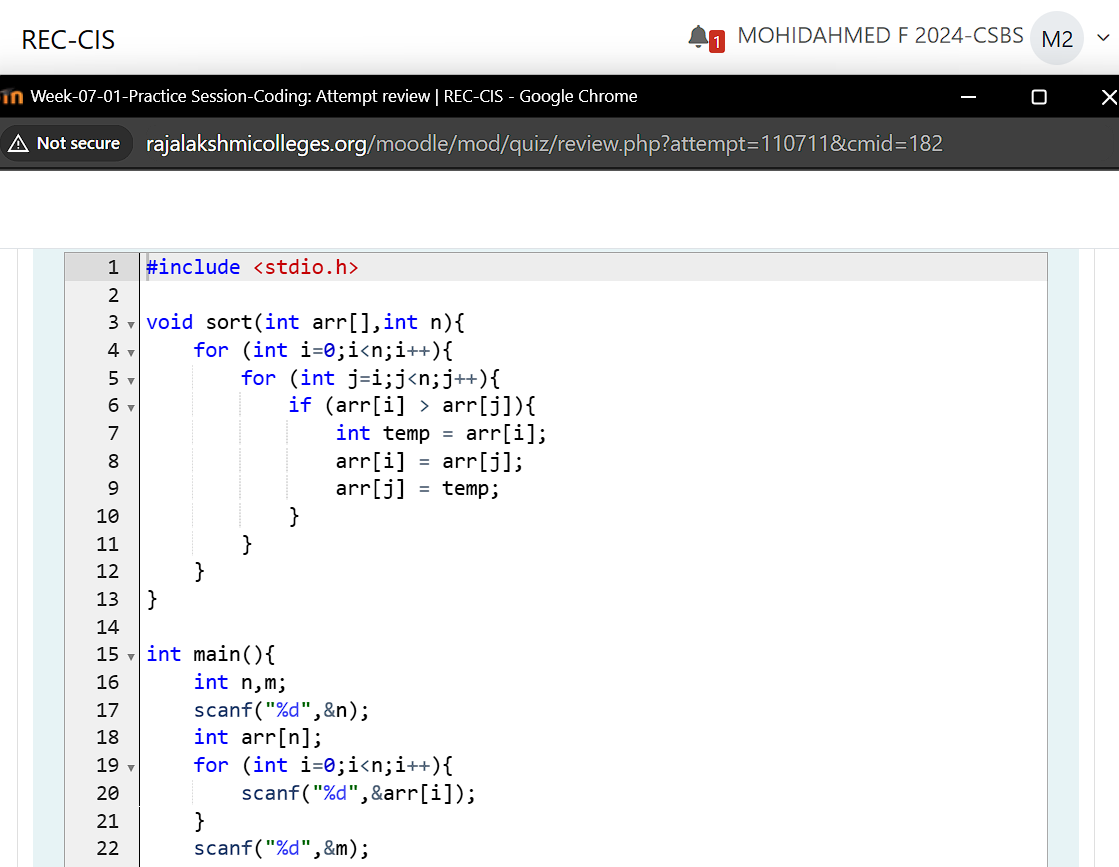 REC-CIS
1 MOHIDAHMED F 2024-CSBS M2
Week-07-01-Practice Session-Coding: Attempt review | REC-CIS - Google Chrome
Not secure rajalakshmicolleges.org/moodle/mod/quiz/review.php?attempt=110711&cmid=182
1 #include <stdio.h>
2
3 void sort(int arr[],int n){
4     for (int i=0;i<n;i++){
5         for (int j=i;j<n;j++){
6             if (arr[i] > arr[j]){
7                 int temp = arr[i];
8                 arr[i] = arr[j];
9                 arr[j] = temp;
10             }
11         }
12     }
13 }
14
15 int main(){
16     int n,m;
17     scanf("%d",&n);
18     int arr[n];
19     for (int i=0;i<n;i++){
20         scanf("%d",&arr[i]);
21     }
22     scanf("%d",&m);